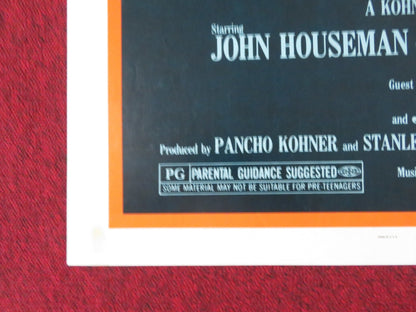 A KOHN
Starring
JOHN HOUSEMAN
Guest
and
Produced by PANCHO KOHNER and STANLE
Musi
PG PARENTAL GUIDANCE SUGGESTED
SOME MATERIAL MAY NOT BE SUITABLE FOR PRE-TEENAGERS